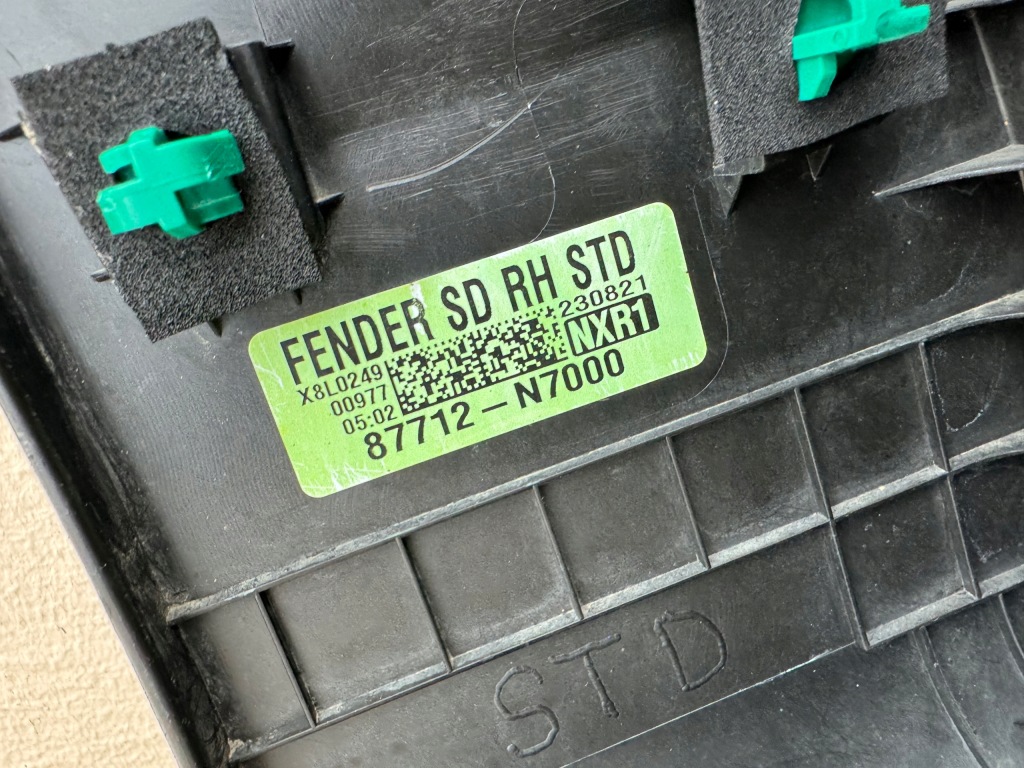 FENDER SD RH STD
230821
X8L0249
00977
05:02
NXR1
87712-N7000
STD